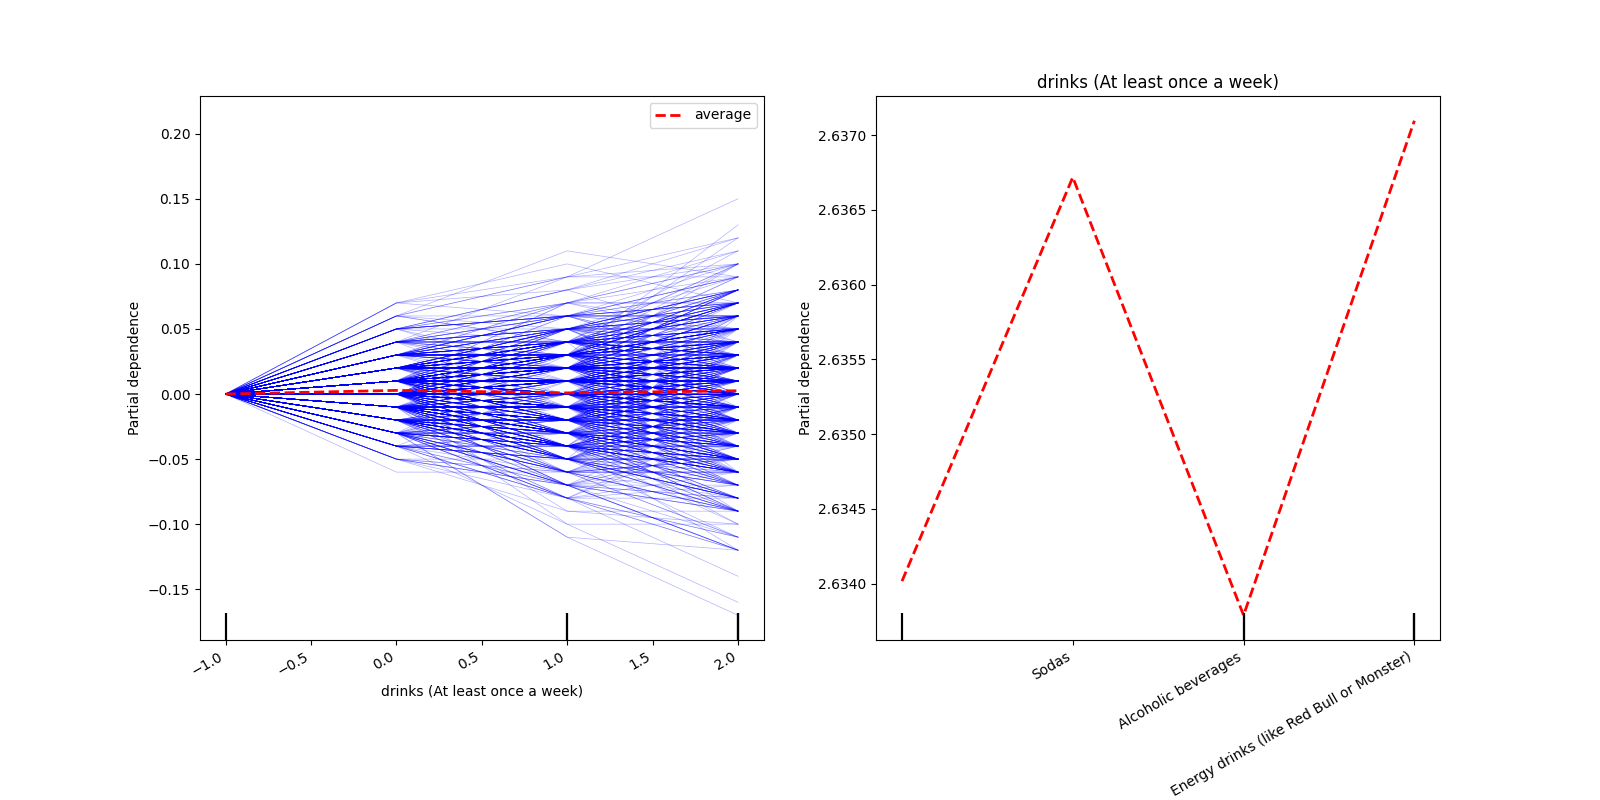 average
0.20
0.15
0.10
0.05
0.00
−0.05
−0.10
−0.15
Partial dependence
−1.0
−0.5
0.0
0.5
1.0
1.5
2.0
drinks (At least once a week)
drinks (At least once a week)
2.6370
2.6365
2.6360
2.6355
2.6350
2.6345
2.6340
Partial dependence
Sodas
Alcoholic beverages
Energy drinks (like Red Bull or Monster)